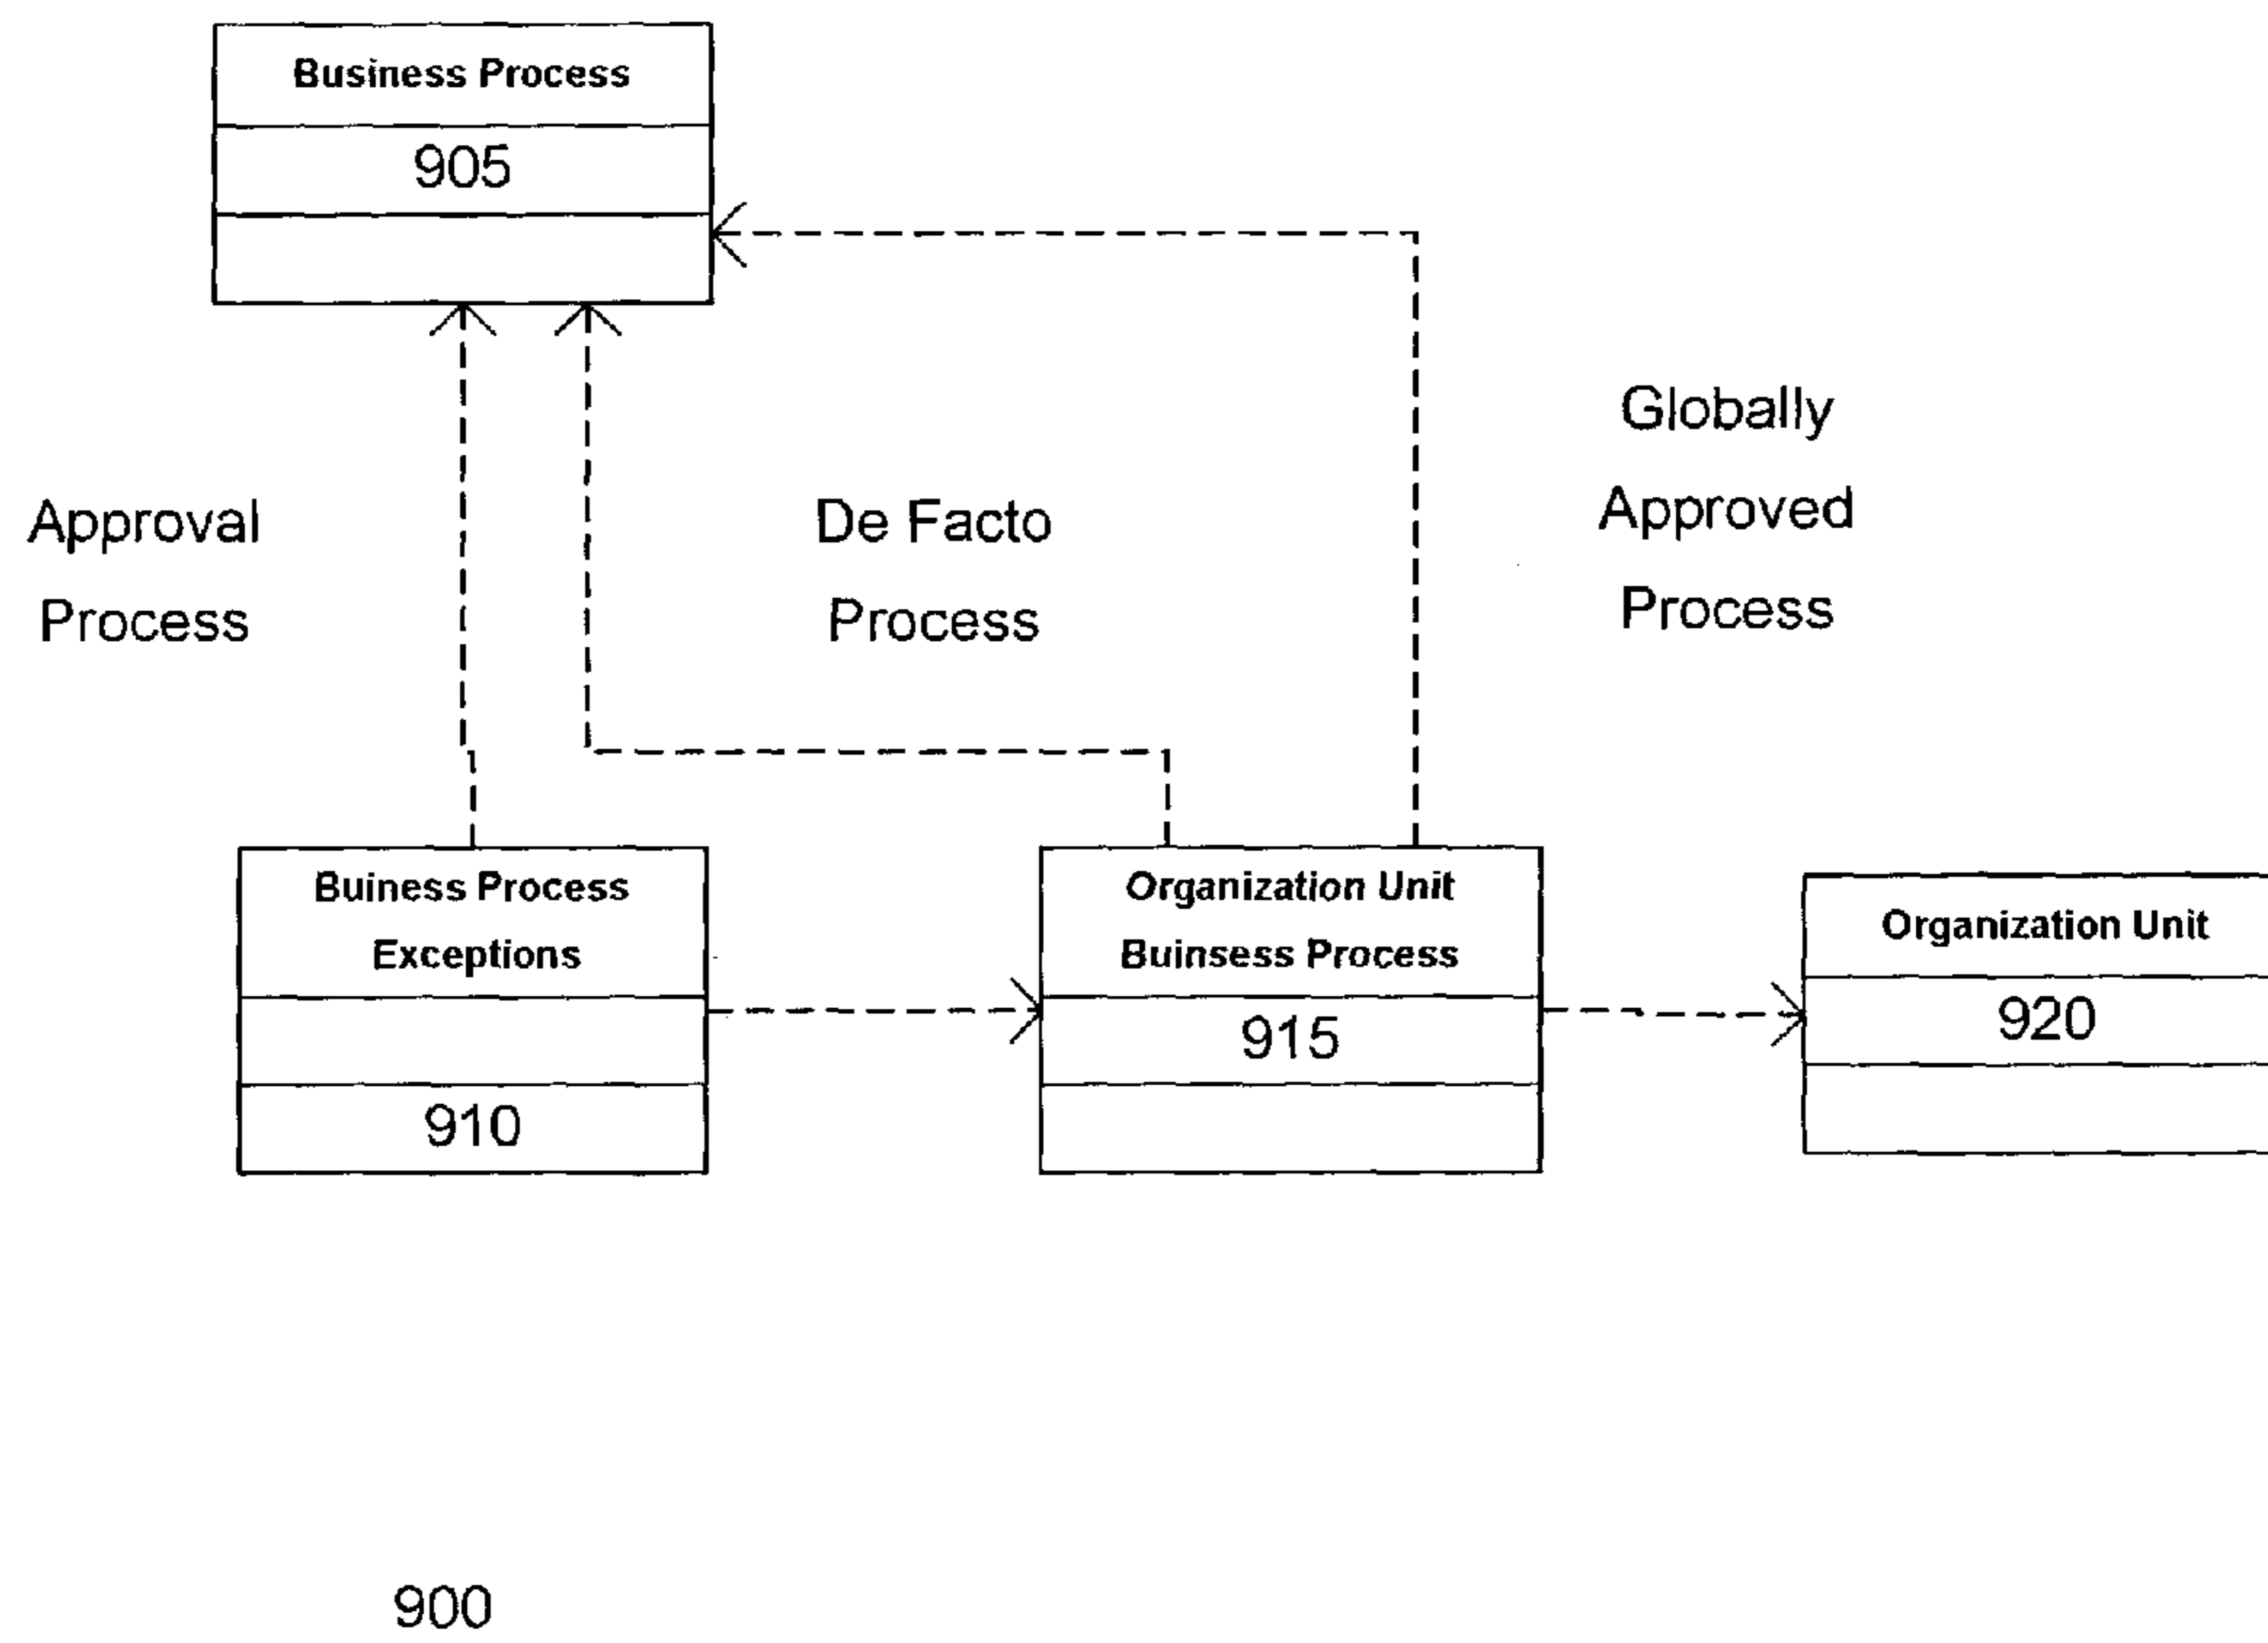 Business Process
905
Globally
Approved
Process
Approval
Process
De Facto
Process
Buiness Process
Exceptions
910
Organization Unit
Buinsess Process
915
Organization Unit
920
900